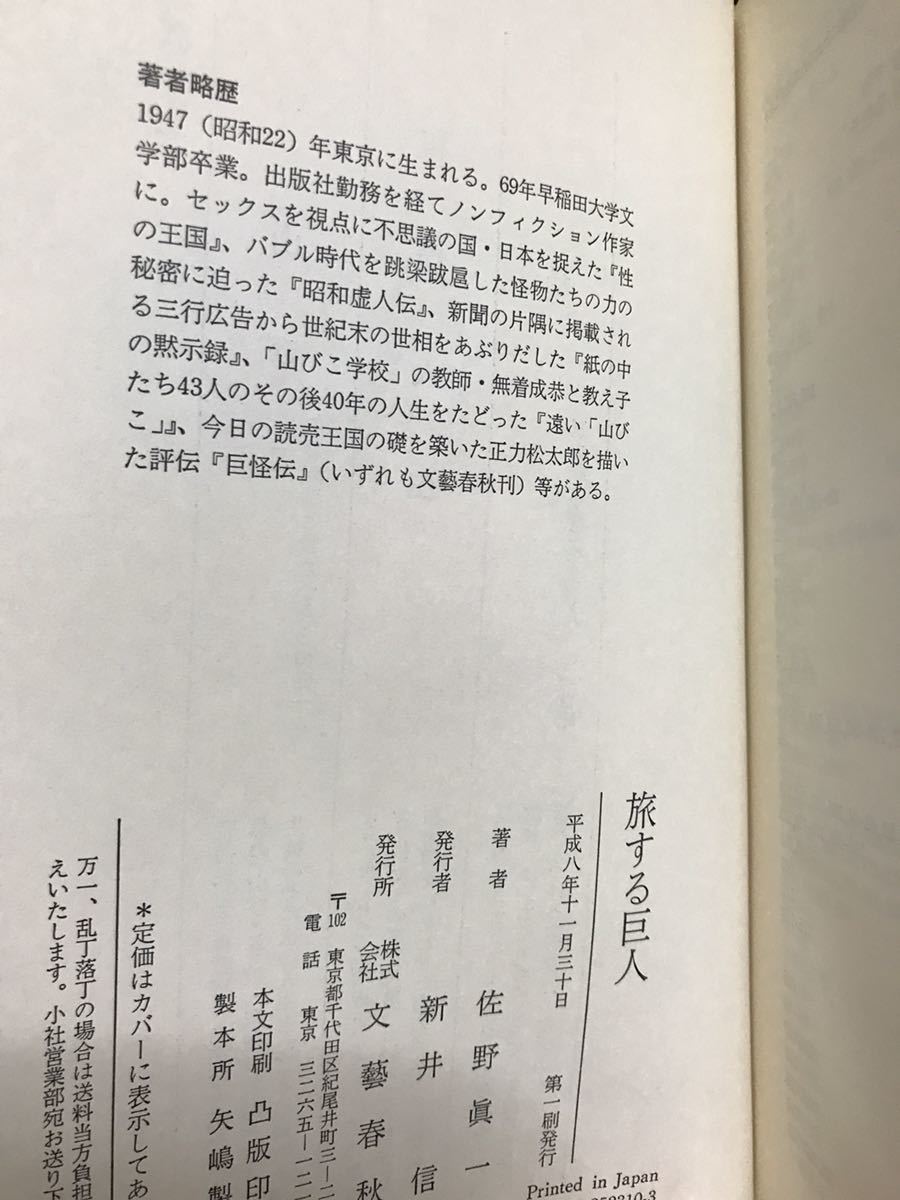 著者略歴
1947（昭和22）年東京に生まれる。69年早稲田大学文
学部卒業。出版社勤務を経てノンフィクション作家
に。セックスを視点に不思議の国・日本を捉えた『性
の王国』、バブル時代を跳梁跋扈した怪物たちの力の
秘密に迫った『昭和虚人伝』、新聞の片隅に掲載され
る三行広告から世紀末の世相をあぶりだした『紙の中
の黙示録』、「山びこ学校」の教師・無着成恭と教え子
たち43人のその後40年の人生をたどった『遠い「山び
こ」』、今日の読売王国の礎を築いた正力松太郎を描い
た評伝『巨怪伝』（いずれも文藝春秋刊）等がある。
旅する巨人
平成八年十一月三十日 第一刷発行
著者 佐野眞一
発行者 新井信
発行所 株式会社 文藝春秋
〒102 東京都千代田区紀尾井町三—二
電話 東京 三二六五—一二一
本文印刷 凸版印
製本所 矢嶋製
＊定価はカバーに表示してあ
万一、乱丁落丁の場合は送料当方負担
えいたします。小社営業部宛お送り下
Printed in Japan